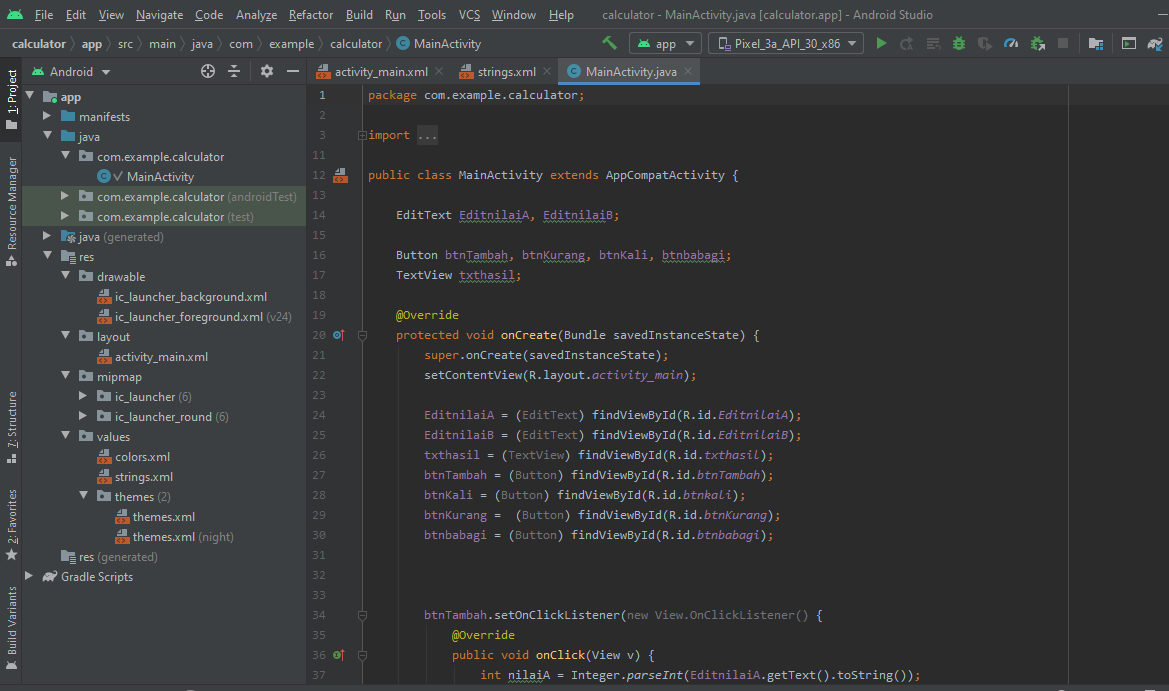 File Edit View Navigate Code Analyze Refactor Build Run Tools VCS Window Help calculator - MainActivity.java [calculator.app] - Android Studio
calculator app src main java com example calculator MainActivity app Pixel_3a_API_30_x86
Android
activity_main.xml strings.xml MainActivity.java
1: Project
Resource Manager
7: Structure
2: Favorites
Build Variants
app
manifests
java
com.example.calculator
MainActivity
com.example.calculator (androidTest)
com.example.calculator (test)
java (generated)
res
drawable
ic_launcher_background.xml
ic_launcher_foreground.xml (v24)
layout
activity_main.xml
mipmap
ic_launcher (6)
ic_launcher_round (6)
values
colors.xml
strings.xml
themes (2)
themes.xml
themes.xml (night)
res (generated)
Gradle Scripts
1 package com.example.calculator;
2
3 import ...
11
12 public class MainActivity extends AppCompatActivity {
13
14 EditText EditnilaiA, EditnilaiB;
15
16 Button btnTambah, btnKurang, btnKali, btnbabagi;
17 TextView txthasil;
18
19 @Override
20 protected void onCreate(Bundle savedInstanceState) {
21 super.onCreate(savedInstanceState);
22 setContentView(R.layout.activity_main);
23
24 EditnilaiA = (EditText) findViewById(R.id.EditnilaiA);
25 EditnilaiB = (EditText) findViewById(R.id.EditnilaiB);
26 txthasil = (TextView) findViewById(R.id.txthasil);
27 btnTambah = (Button) findViewById(R.id.btnTambah);
28 btnKali = (Button) findViewById(R.id.btnkali);
29 btnKurang =  (Button) findViewById(R.id.btnKurang);
30 btnbabagi = (Button) findViewById(R.id.btnbabagi);
31
32
33
34 btnTambah.setOnClickListener(new View.OnClickListener() {
35 @Override
36 public void onClick(View v) {
37 int nilaiA = Integer.parseInt(EditnilaiA.getText().toString());